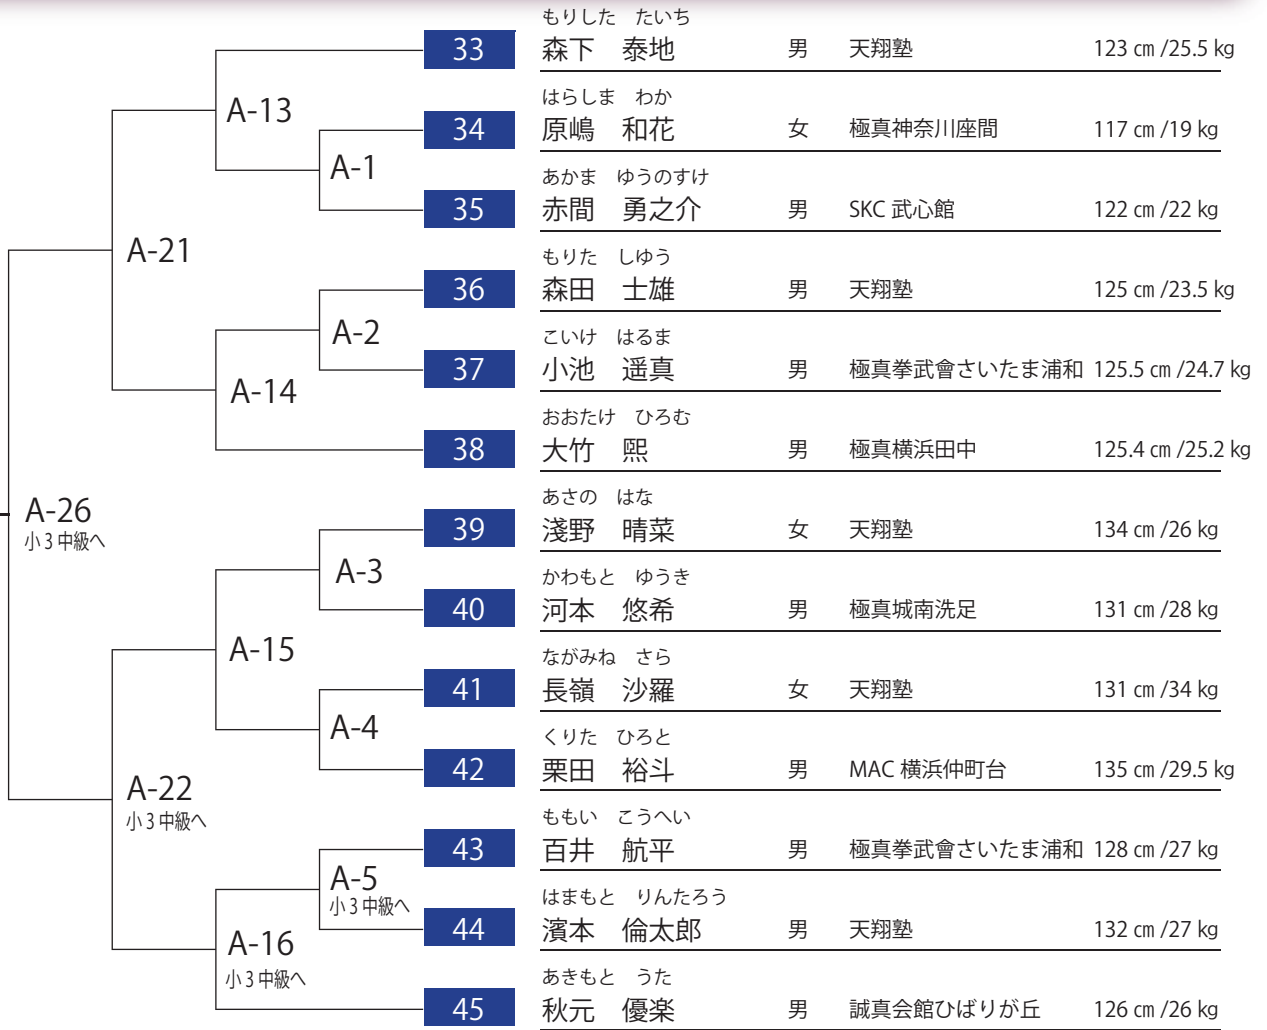 もりした　たいち
33 森下　泰地 男 天翔塾 123 ㎝ /25.5 kg
A-13
はらしま　わか
34 原嶋　和花 女 極真神奈川座間 117 ㎝ /19 kg
A-1
あかま　ゆうのすけ
35 赤間　勇之介 男 SKC 武心館 122 ㎝ /22 kg
A-21
もりた　しゆう
36 森田　士雄 男 天翔塾 125 ㎝ /23.5 kg
A-2
こいけ　はるま
37 小池　遥真 男 極真拳武會さいたま浦和 125.5 ㎝ /24.7 kg
A-14
おおたけ　ひろむ
38 大竹　煕 男 極真横浜田中 125.4 ㎝ /25.2 kg
A-26
小３中級へ
あさの　はな
39 淺野　晴菜 女 天翔塾 134 ㎝ /26 kg
A-3
かわもと　ゆうき
40 河本　悠希 男 極真城南洗足 131 ㎝ /28 kg
A-15
ながみね　さら
41 長嶺　沙羅 女 天翔塾 131 ㎝ /34 kg
A-4
くりた　ひろと
42 栗田　裕斗 男 MAC 横浜仲町台 135 ㎝ /29.5 kg
A-22
小３中級へ
ももい　こうへい
43 百井　航平 男 極真拳武會さいたま浦和 128 ㎝ /27 kg
A-5
小３中級へ
はまもと　りんたろう
44 濱本　倫太郎 男 天翔塾 132 ㎝ /27 kg
A-16
小３中級へ
あきもと　うた
45 秋元　優楽 男 誠真会館ひばりが丘 126 ㎝ /26 kg